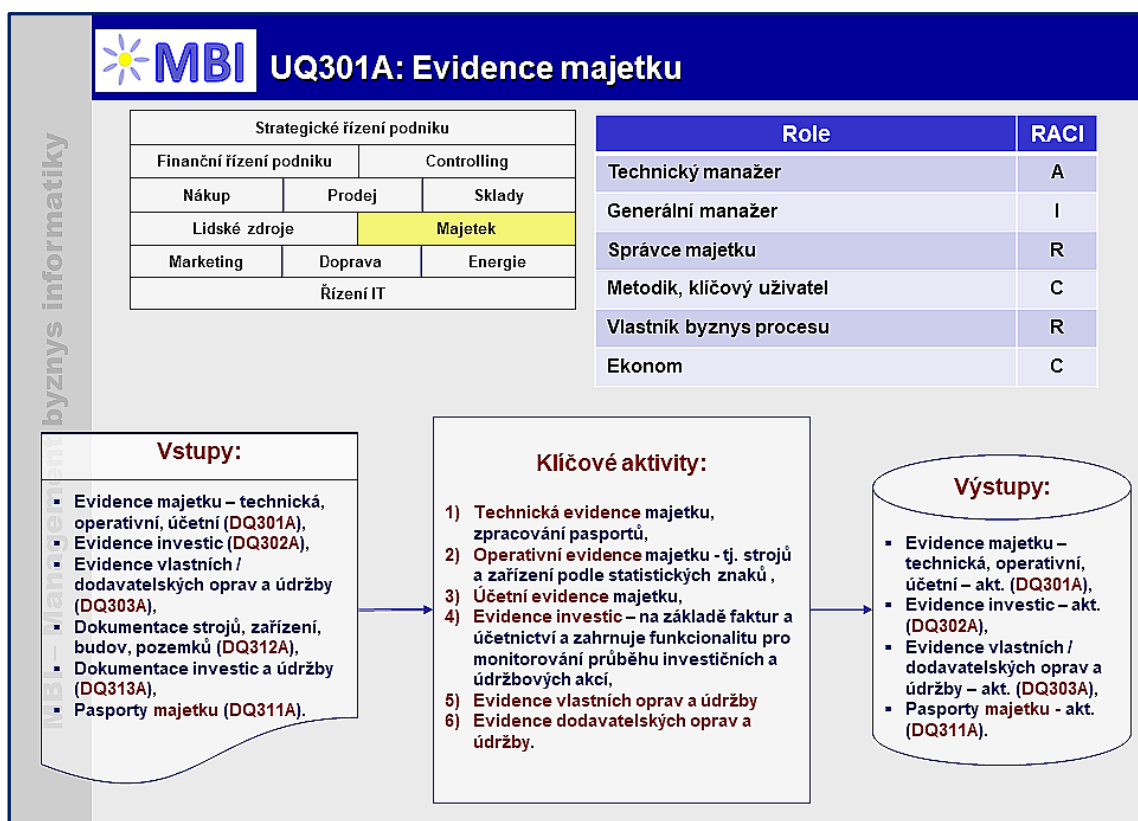 MBI
UQ301A: Evidence majetku
MBI – Management byznys informatiky
Strategické řízení podniku
Finanční řízení podniku
Controlling
Nákup
Prodej
Sklady
Lidské zdroje
Majetek
Marketing
Doprava
Energie
Řízení IT
Role
RACI
Technický manažer
A
Generální manažer
I
Správce majetku
R
Metodik, klíčový uživatel
C
Vlastník byznys procesu
R
Ekonom
C
Vstupy:
▪ Evidence majetku – technická,
operativní, účetní (DQ301A),
▪ Evidence investic (DQ302A),
▪ Evidence vlastních /
dodavatelských oprav a údržby
(DQ303A),
▪ Dokumentace strojů, zařízení,
budov, pozemků (DQ312A),
▪ Dokumentace investic a údržby
(DQ313A),
▪ Pasporty majetku (DQ311A).
Klíčové aktivity:
1) Technická evidence majetku,
zpracování pasportů,
2) Operativní evidence majetku - tj. strojů
a zařízení podle statistických znaků ,
3) Účetní evidence majetku,
4) Evidence investic – na základě faktur a
účetnictví a zahrnuje funkcionalitu pro
monitorování průběhu investičních a
údržbových akcí,
5) Evidence vlastních oprav a údržby
6) Evidence dodavatelských oprav a
údržby.
Výstupy:
▪ Evidence majetku –
technická, operativní,
účetní – akt. (DQ301A),
▪ Evidence investic – akt.
(DQ302A),
▪ Evidence vlastních /
dodavatelských oprav a
údržby – akt. (DQ303A),
▪ Pasporty majetku - akt.
(DQ311A).